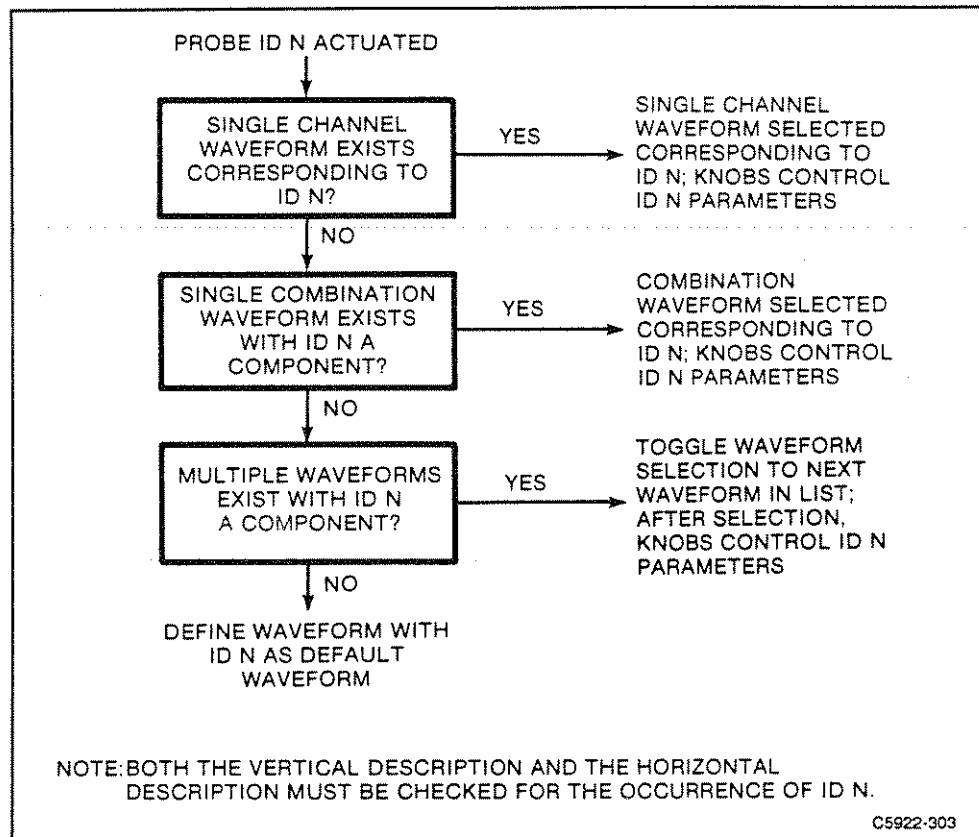 PROBE ID N ACTUATED
SINGLE CHANNEL
WAVEFORM EXISTS
CORRESPONDING TO
ID N?
YES
SINGLE CHANNEL
WAVEFORM SELECTED
CORRESPONDING TO
ID N; KNOBS CONTROL
ID N PARAMETERS
NO
SINGLE COMBINATION
WAVEFORM EXISTS
WITH ID N A
COMPONENT?
YES
COMBINATION
WAVEFORM SELECTED
CORRESPONDING TO
ID N; KNOBS CONTROL
ID N PARAMETERS
NO
MULTIPLE WAVEFORMS
EXIST WITH ID N
A COMPONENT?
YES
TOGGLE WAVEFORM
SELECTION TO NEXT
WAVEFORM IN LIST;
AFTER SELECTION,
KNOBS CONTROL ID N
PARAMETERS
NO
DEFINE WAVEFORM WITH
ID N AS DEFAULT
WAVEFORM
NOTE: BOTH THE VERTICAL DESCRIPTION AND THE HORIZONTAL
DESCRIPTION MUST BE CHECKED FOR THE OCCURRENCE OF ID N.
C5922-303